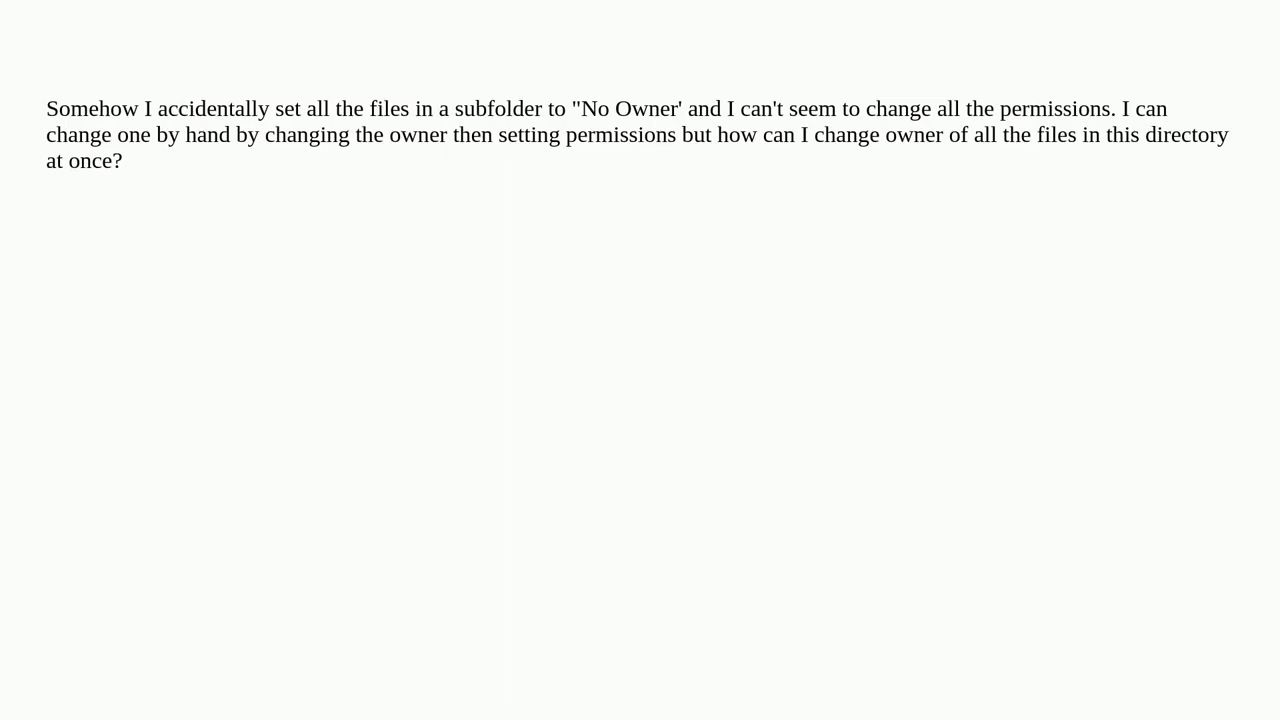 Somehow I accidentally set all the files in a subfolder to "No Owner' and I can't seem to change all the permissions. I can
change one by hand by changing the owner then setting permissions but how can I change owner of all the files in this directory
at once?